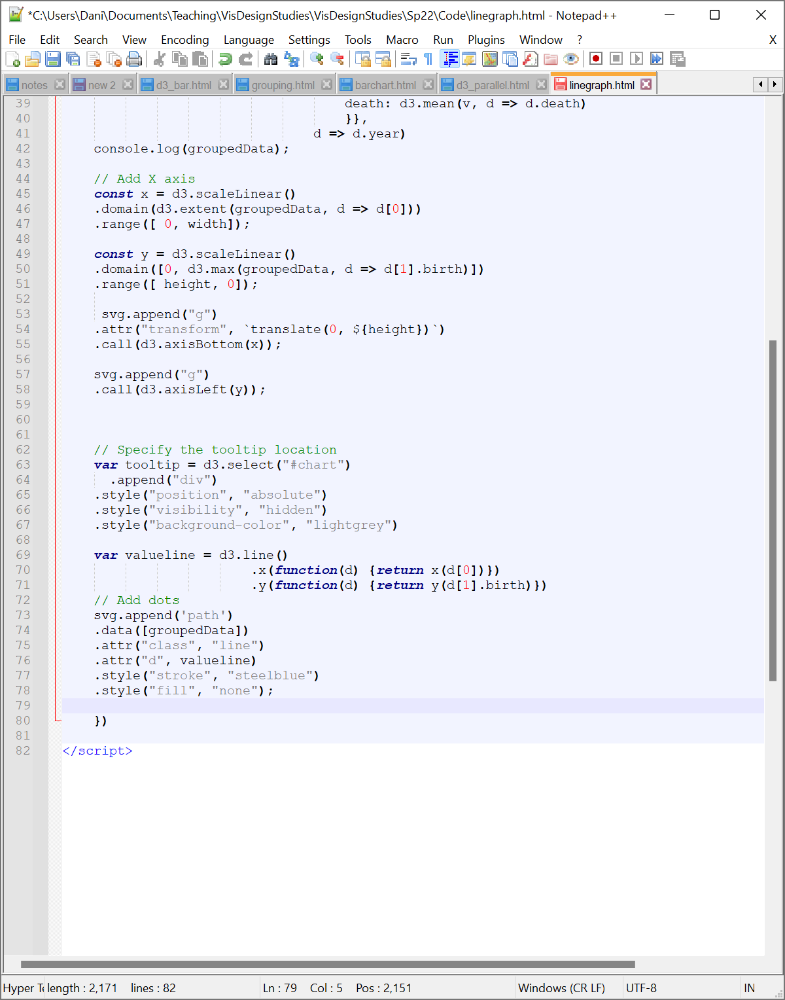 *C:\Users\Dani\Documents\Teaching\VisDesignStudies\VisDesignStudies\Sp22\Code\linegraph.html - Notepad++
File Edit Search View Encoding Language Settings Tools Macro Run Plugins Window ? X
notes new 2 d3_bar.html grouping.html barchart.html d3_parallel.html linegraph.html
39 death: d3.mean(v, d => d.death)
40 }},
41 d => d.year)
42 console.log(groupedData);
43
44 // Add X axis
45 const x = d3.scaleLinear()
46 .domain(d3.extent(groupedData, d => d[0]))
47 .range([ 0, width]);
48
49 const y = d3.scaleLinear()
50 .domain([0, d3.max(groupedData, d => d[1].birth)])
51 .range([ height, 0]);
52
53 svg.append("g")
54 .attr("transform", `translate(0, ${height})`)
55 .call(d3.axisBottom(x));
56
57 svg.append("g")
58 .call(d3.axisLeft(y));
59
60
61
62 // Specify the tooltip location
63 var tooltip = d3.select("#chart")
64 .append("div")
65 .style("position", "absolute")
66 .style("visibility", "hidden")
67 .style("background-color", "lightgrey")
68
69 var valueline = d3.line()
70 .x(function(d) {return x(d[0])})
71 .y(function(d) {return y(d[1].birth)})
72 // Add dots
73 svg.append('path')
74 .data([groupedData])
75 .attr("class", "line")
76 .attr("d", valueline)
77 .style("stroke", "steelblue")
78 .style("fill", "none");
79
80 })
81
82 </script>
Hyper length : 2,171 lines : 82 Ln : 79 Col : 5 Pos : 2,151 Windows (CR LF) UTF-8 IN